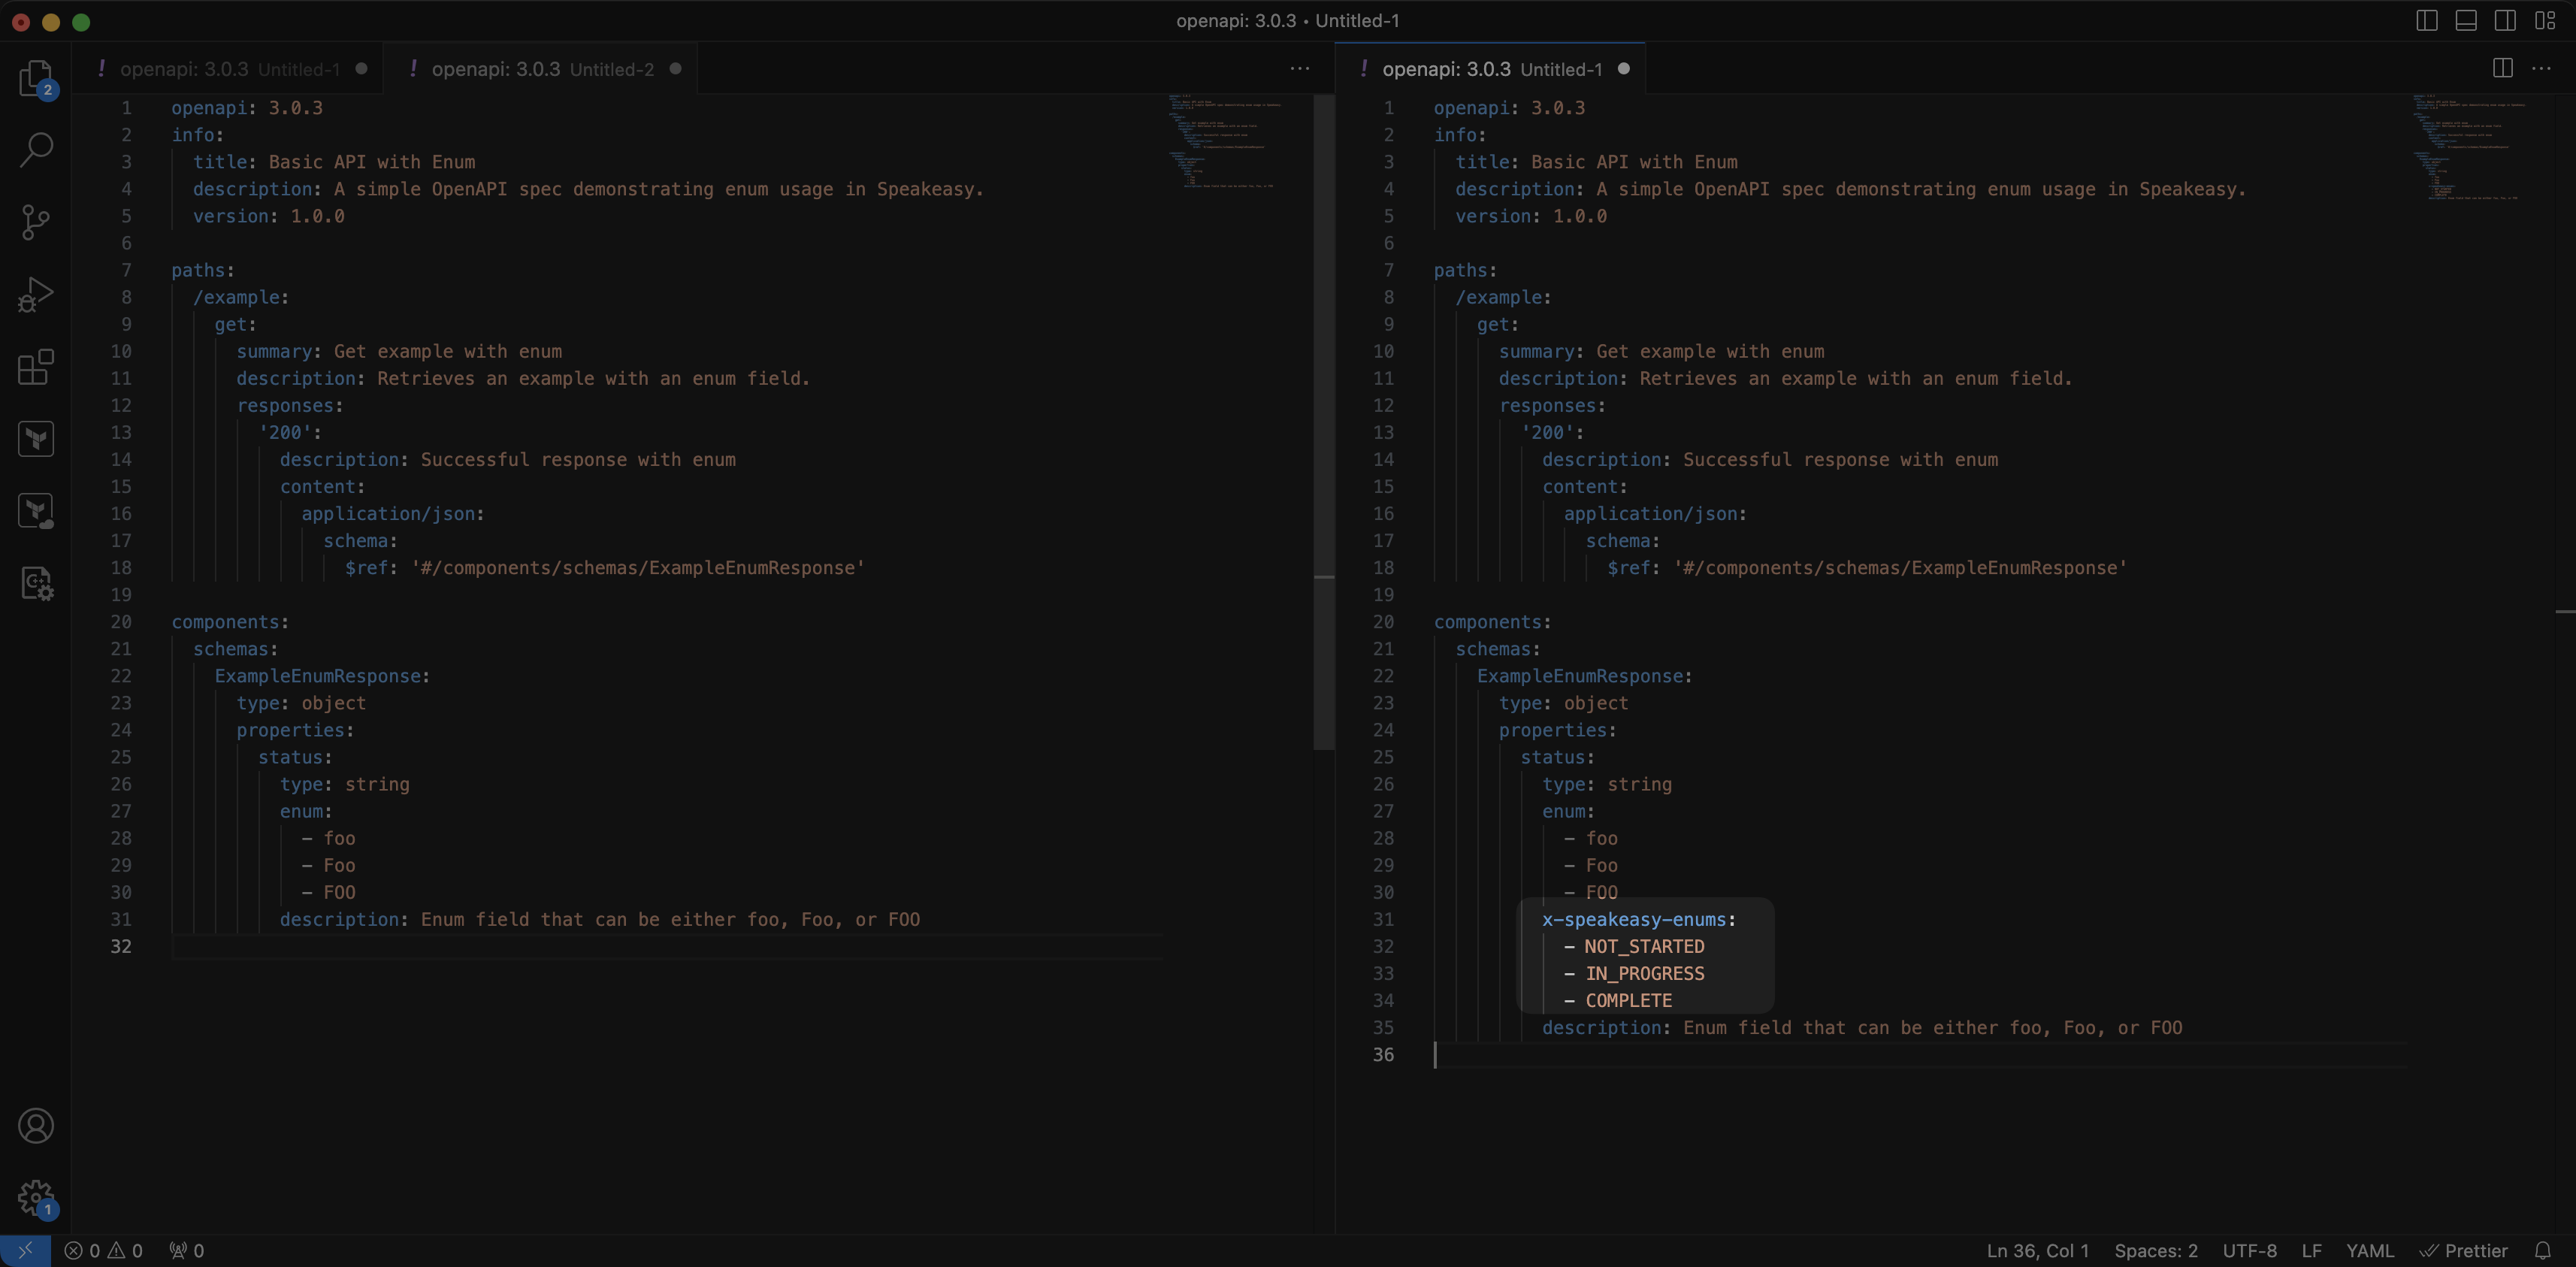 openapi: 3.0.3 • Untitled-1
openapi: 3.0.3 Untitled-1
openapi: 3.0.3 Untitled-2
2
1 openapi: 3.0.3
2 info:
3 title: Basic API with Enum
4 description: A simple OpenAPI spec demonstrating enum usage in Speakeasy.
5 version: 1.0.0
6
7 paths:
8 /example:
9 get:
10 summary: Get example with enum
11 description: Retrieves an example with an enum field.
12 responses:
13 '200':
14 description: Successful response with enum
15 content:
16 application/json:
17 schema:
18 $ref: '#/components/schemas/ExampleEnumResponse'
19
20 components:
21 schemas:
22 ExampleEnumResponse:
23 type: object
24 properties:
25 status:
26 type: string
27 enum:
28 - foo
29 - Foo
30 - FOO
31 description: Enum field that can be either foo, Foo, or FOO
32
openapi: 3.0.3 Untitled-1
1 openapi: 3.0.3
2 info:
3 title: Basic API with Enum
4 description: A simple OpenAPI spec demonstrating enum usage in Speakeasy.
5 version: 1.0.0
6
7 paths:
8 /example:
9 get:
10 summary: Get example with enum
11 description: Retrieves an example with an enum field.
12 responses:
13 '200':
14 description: Successful response with enum
15 content:
16 application/json:
17 schema:
18 $ref: '#/components/schemas/ExampleEnumResponse'
19
20 components:
21 schemas:
22 ExampleEnumResponse:
23 type: object
24 properties:
25 status:
26 type: string
27 enum:
28 - foo
29 - Foo
30 - FOO
31 x-speakeasy-enums:
32 - NOT_STARTED
33 - IN_PROGRESS
34 - COMPLETE
35 description: Enum field that can be either foo, Foo, or FOO
36
1
0 0 0
Ln 36, Col 1 Spaces: 2 UTF-8 LF YAML Prettier